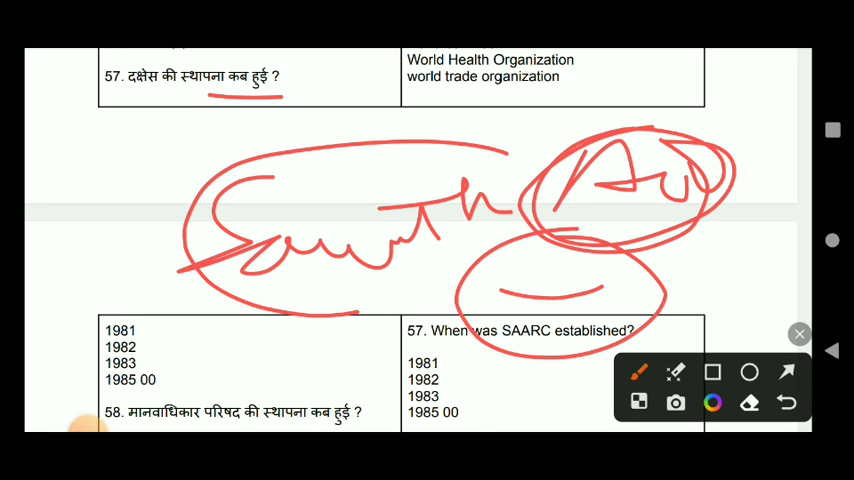 World Health Organization
57. दक्षेस की स्थापना कब हुई ?
world trade organization
South
1981
1982
1983
1985 00
58. मानवाधिकार परिषद की स्थापना कब हुई ?
57. When was SAARC established?
1981
1982
1983
1985 00